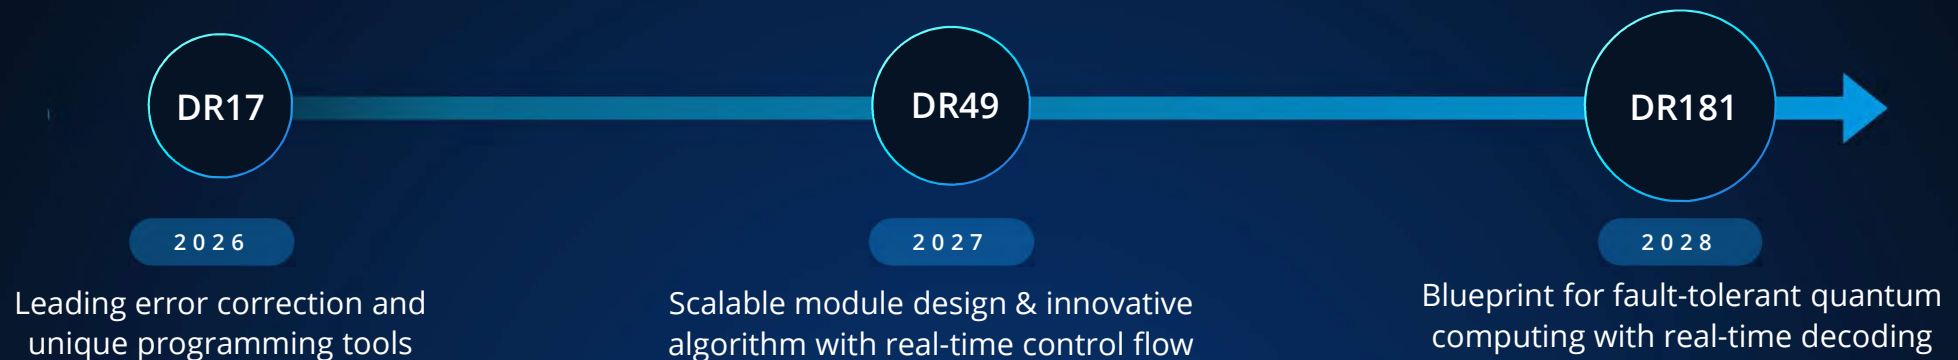 DR17
DR49
DR181
2026
2027
2028
Leading error correction and
unique programming tools
Scalable module design & innovative
algorithm with real-time control flow
Blueprint for fault-tolerant quantum
computing with real-time decoding